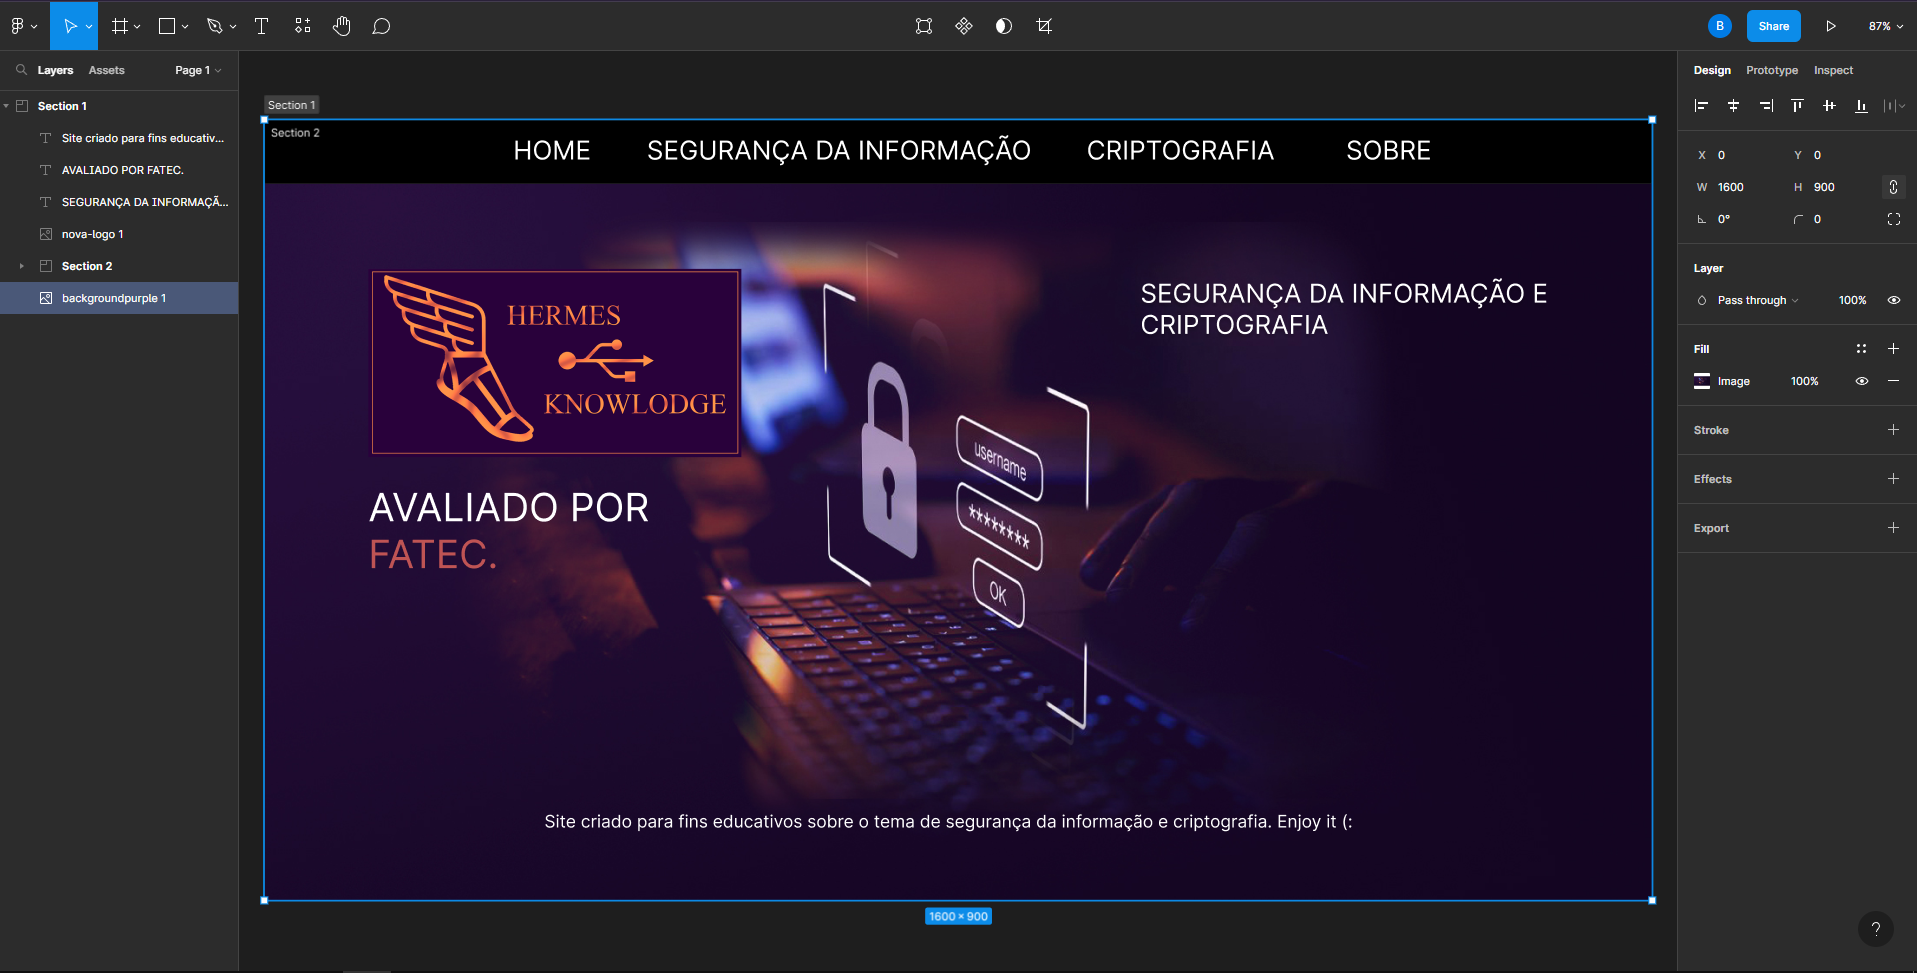 B
Share
87%
Layers
Assets
Page 1
Design
Prototype
Inspect
Section 1
Site criado para fins educativ...
AVALIADO POR FATEC.
SEGURANÇA DA INFORMAÇÃ...
nova-logo 1
Section 2
backgroundpurple 1
Section 1
Section 2
HOME
SEGURANÇA DA INFORMAÇÃO
CRIPTOGRAFIA
SOBRE
HERMES
KNOWLODGE
SEGURANÇA DA INFORMAÇÃO E
CRIPTOGRAFIA
username
********
OK
AVALIADO POR
FATEC.
Site criado para fins educativos sobre o tema de segurança da informação e criptografia. Enjoy it (:
1600 × 900
X 0
Y 0
W 1600
H 900
0°
0
Layer
Pass through
100%
Fill
Image
100%
Stroke
Effects
Export
?